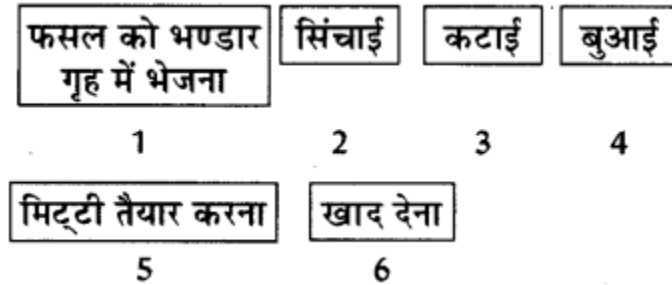 फसल को भण्डार सिंचाई कटाई बुआई
गृह में भेजना
1 2 3 4
मिट्टी तैयार करना खाद देना
5 6